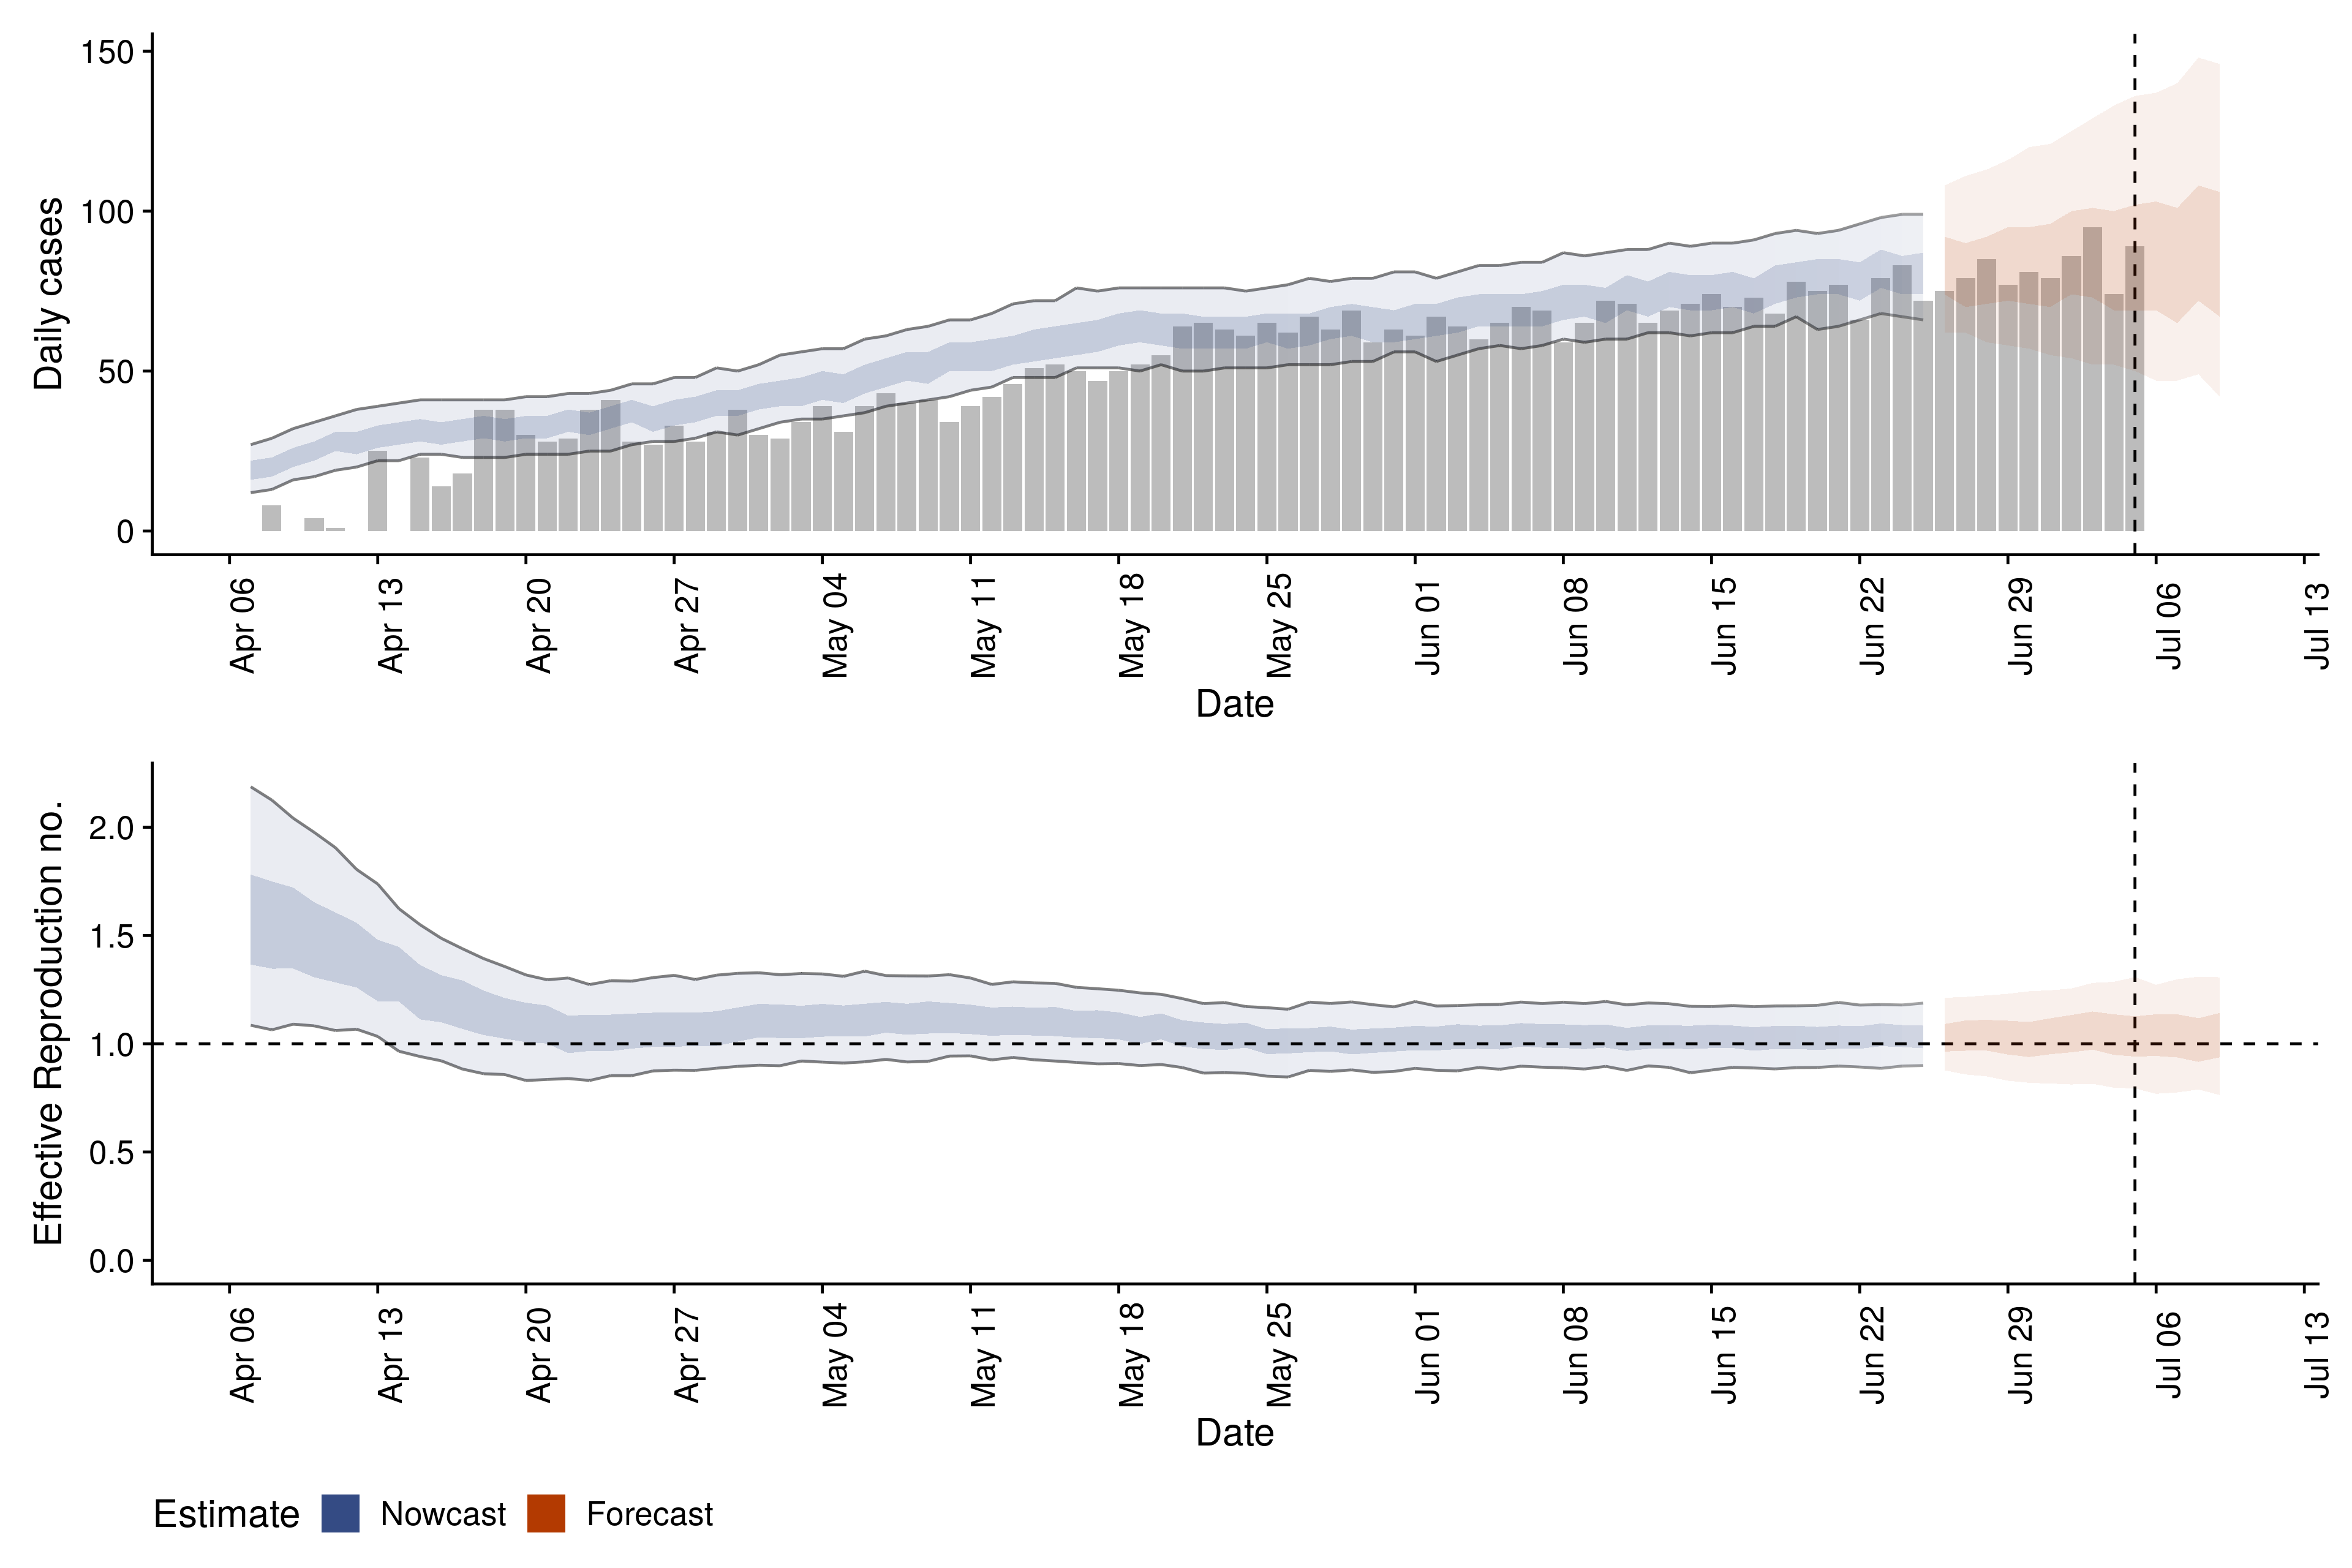 150
100
50
0
Daily cases
Apr 06
Apr 13
Apr 20
Apr 27
May 04
May 11
May 18
May 25
Jun 01
Jun 08
Jun 15
Jun 22
Jun 29
Jul 06
Jul 13
Date
2.0
1.5
1.0
0.5
0.0
Effective Reproduction no.
Apr 06
Apr 13
Apr 20
Apr 27
May 04
May 11
May 18
May 25
Jun 01
Jun 08
Jun 15
Jun 22
Jun 29
Jul 06
Jul 13
Date
Estimate Nowcast Forecast